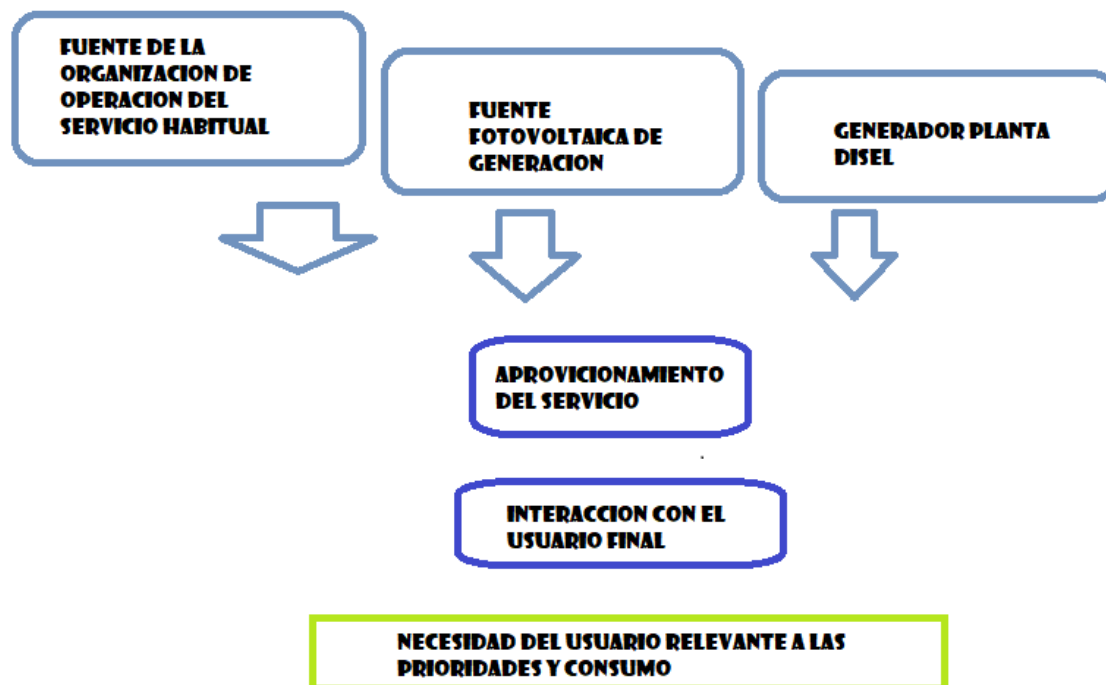 FUENTE DE LA
ORGANIZACION DE
OPERACION DEL
SERVICIO HABITUAL
FUENTE
FOTOVOLTAICA DE
GENERACION
GENERADOR PLANTA
DISEL
APROVICIONAMIENTO
DEL SERVICIO
INTERACCION CON EL
USUARIO FINAL
NECESIDAD DEL USUARIO RELEVANTE A LAS
PRIORIDADES Y CONSUMO